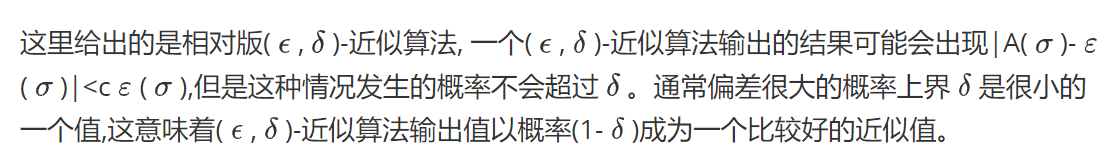 这里给出的是相对版( ϵ , δ )-近似算法, 一个( ϵ , δ )-近似算法输出的结果可能会出现|A( σ )- ε
( σ )|<c ε ( σ ),但是这种情况发生的概率不会超过 δ 。通常偏差很大的概率上界 δ 是很小的
一个值,这意味着( ϵ , δ )-近似算法输出值以概率(1- δ )成为一个比较好的近似值。